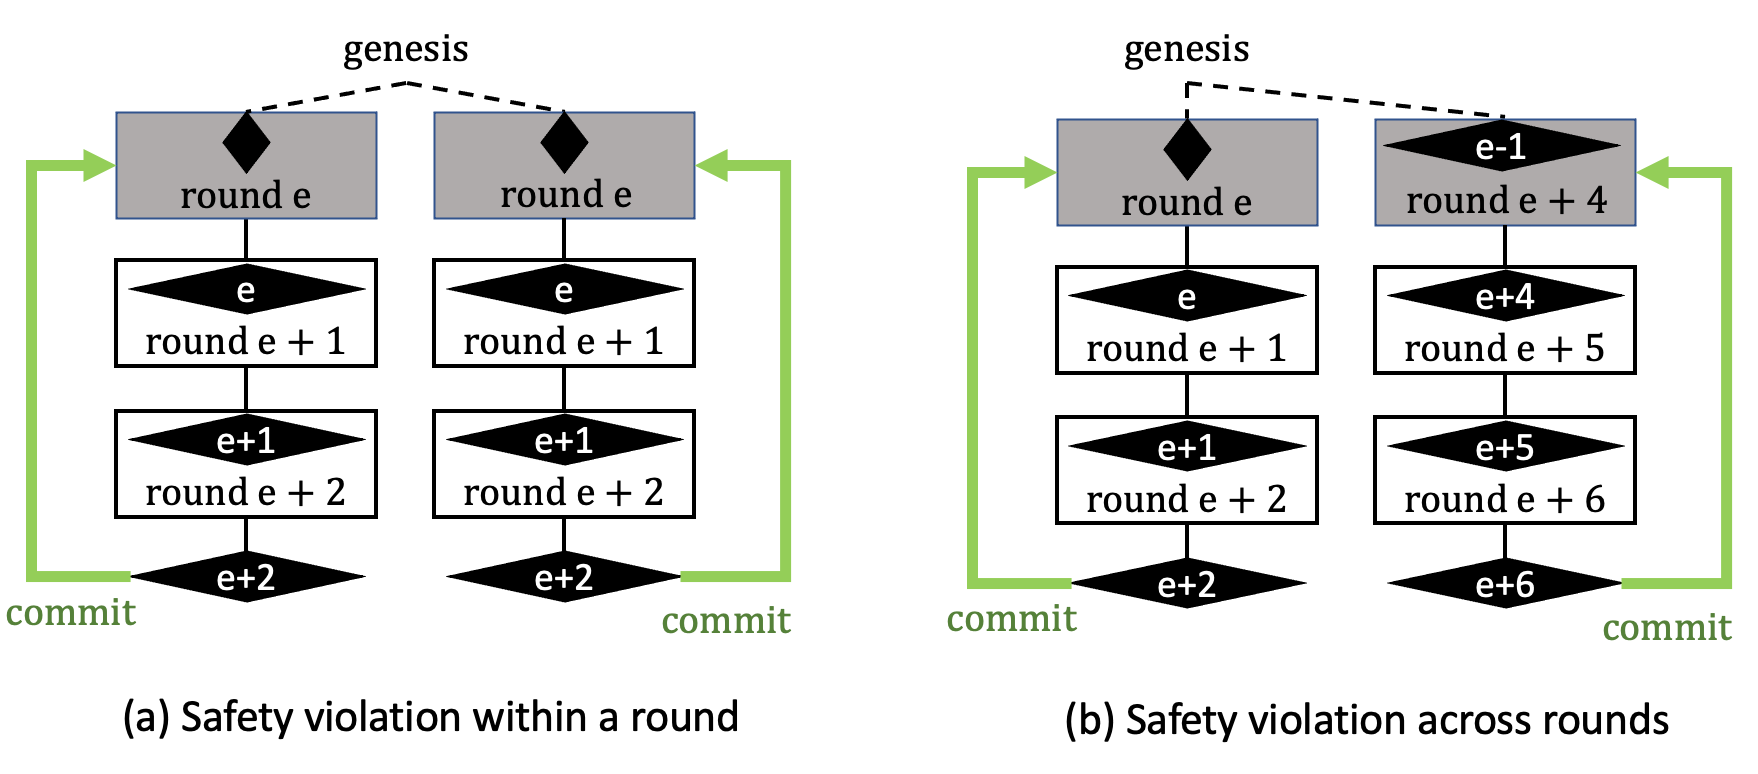 genesis
round e
round e
e
round e + 1
e
round e + 1
e+1
round e + 2
e+1
round e + 2
e+2
e+2
commit
commit
(a) Safety violation within a round
genesis
round e
e-1
round e + 4
e
round e + 1
e+4
round e + 5
e+1
round e + 2
e+5
round e + 6
e+2
e+6
commit
commit
(b) Safety violation across rounds